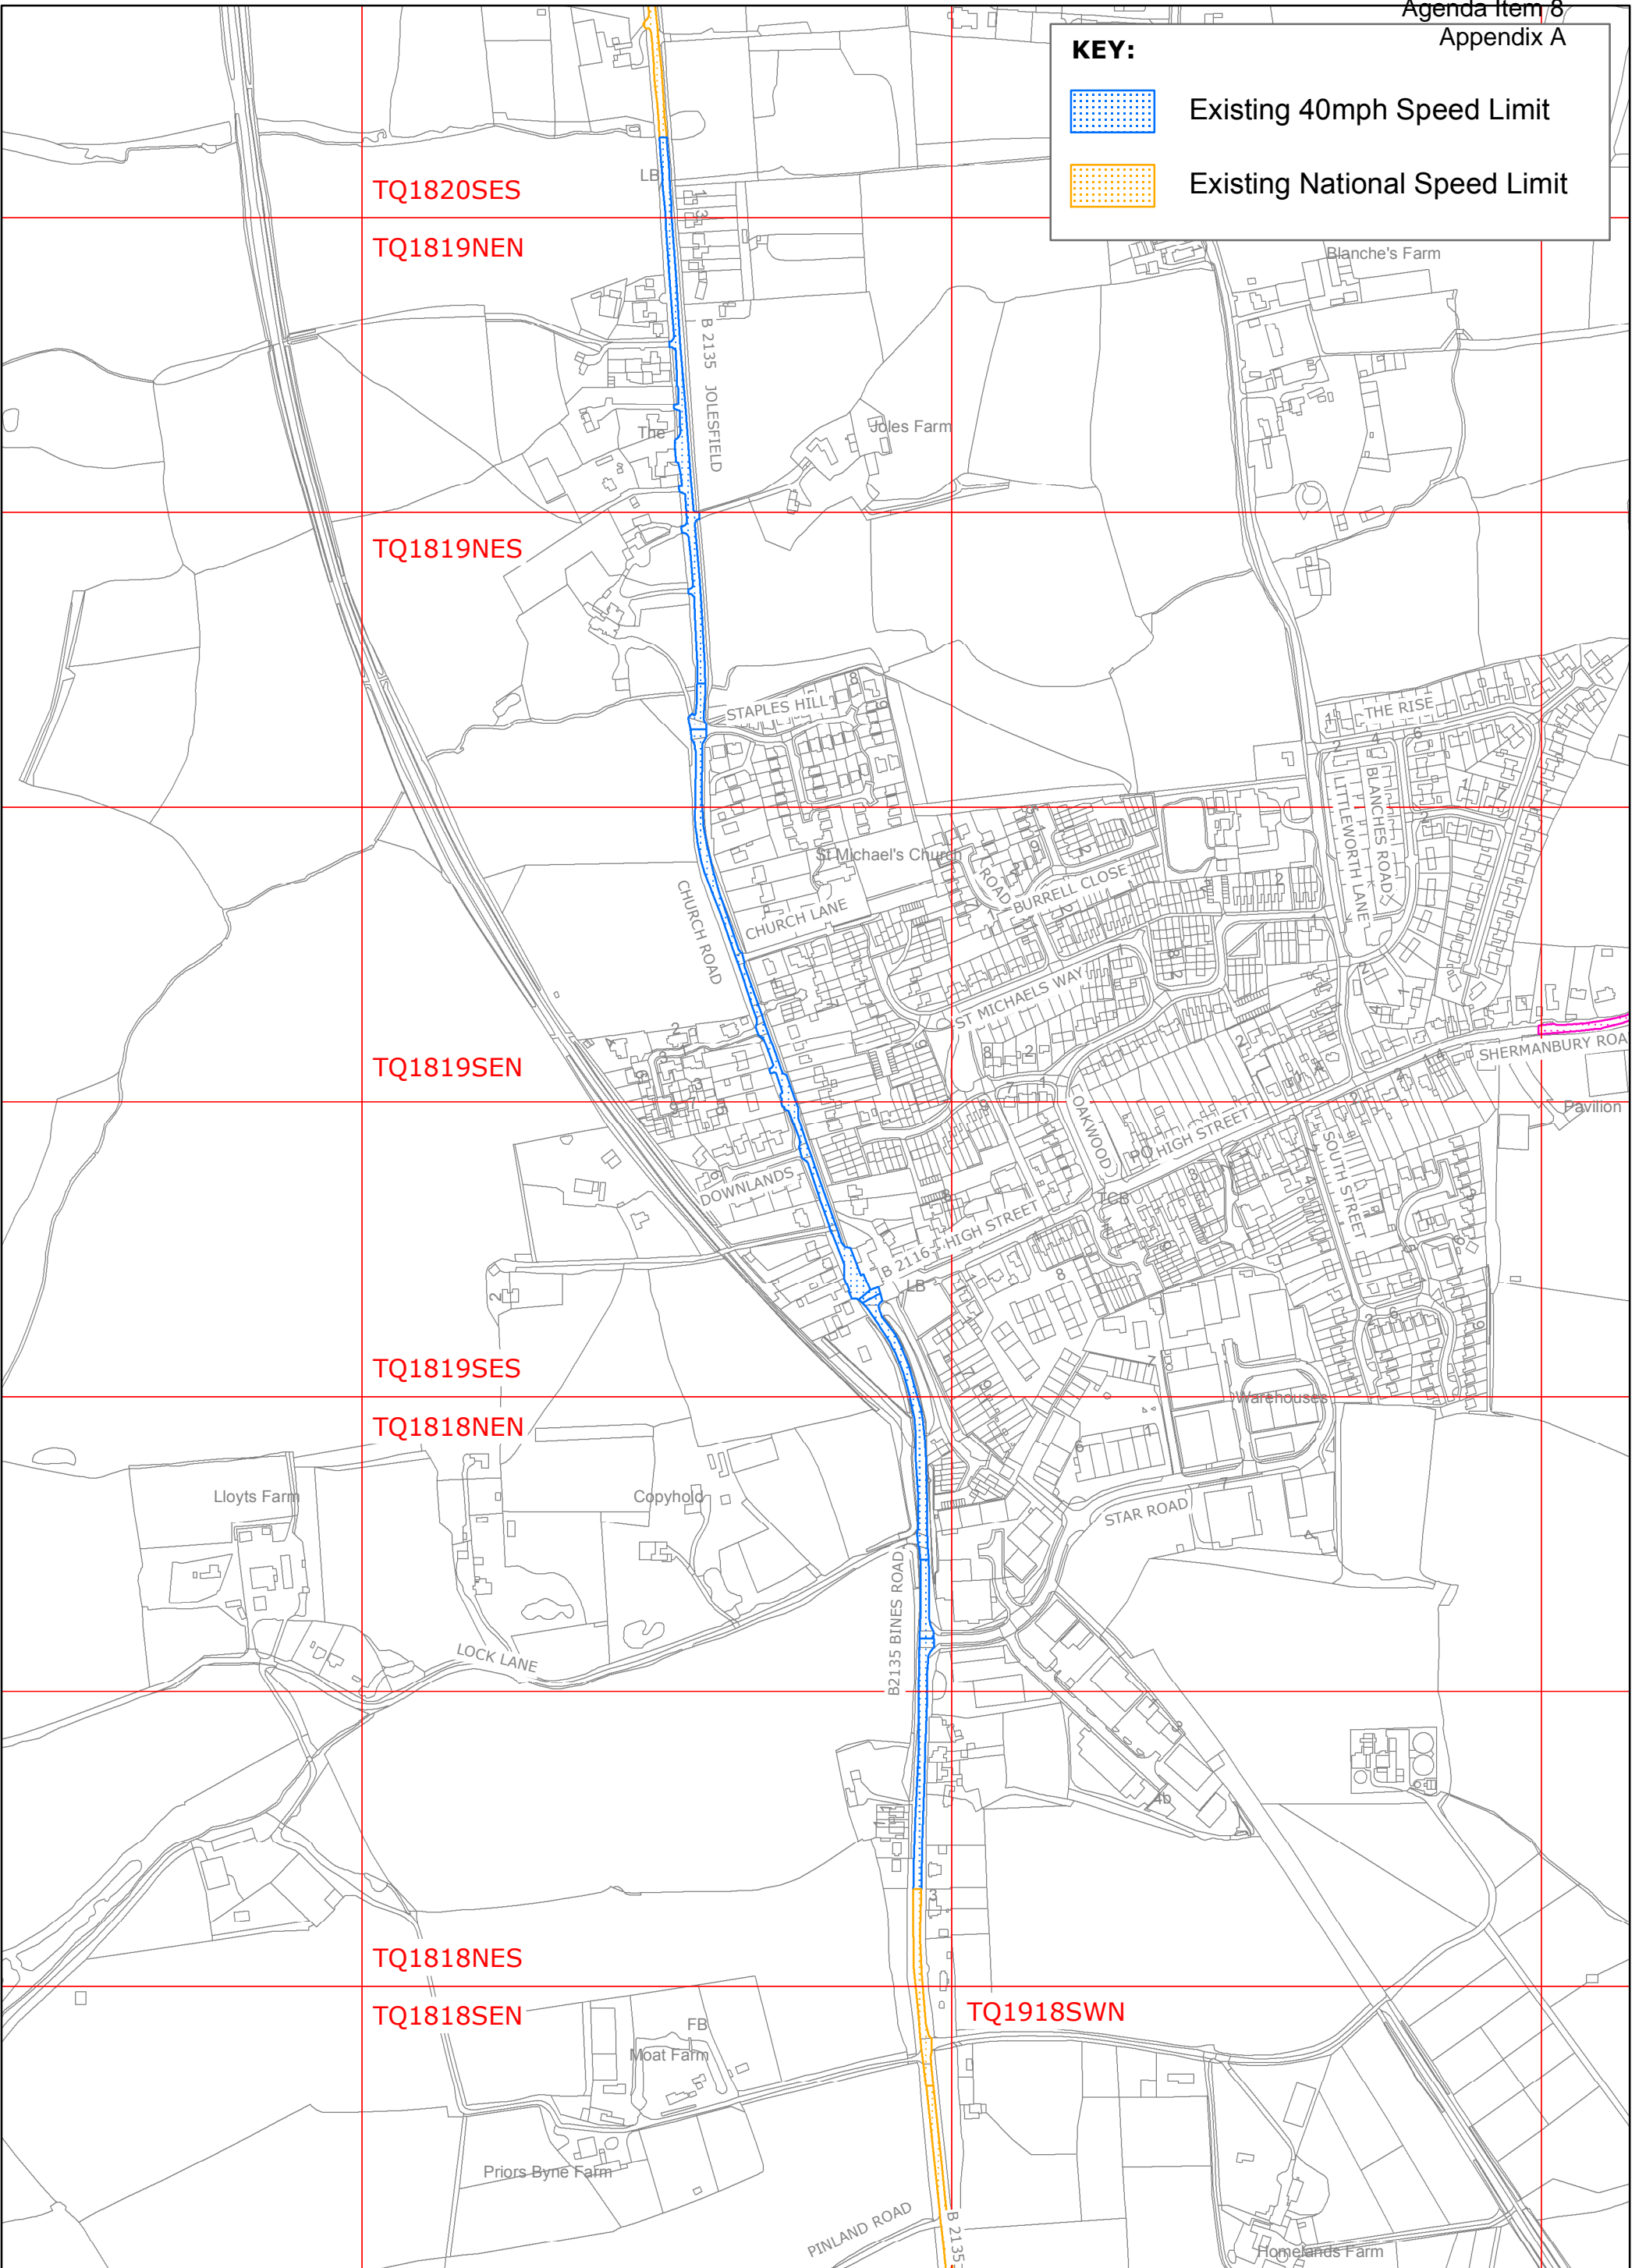 Agenda Item 8
Appendix A
KEY:
Existing 40mph Speed Limit
Existing National Speed Limit
LB
TQ1820SES
TQ1819NEN
Blanche's Farm
B 2135 JOLESFIELD
The
Joles Farm
TQ1819NES
STAPLES HILL
THE RISE
LITTLEWORTH LANE
BLANCHES ROAD
St Michael's Church
ROAD
BURRELL CLOSE
CHURCH ROAD
CHURCH LANE
ST MICHAELS WAY
TQ1819SEN
SHERMANBURY ROA
Pavilion
OAKWOOD
PO HIGH STREET
SOUTH STREET
DOWNLANDS
TCB
B 2116 HIGH STREET
LB
TQ1819SES
Warehouses
TQ1818NEN
Lloyts Farm
Copyhold
STAR ROAD
B2135 BINES ROAD
LOCK LANE
4b
3
TQ1818NES
TQ1818SEN
TQ1918SWN
FB
Moat Farm
Priors Byne Farm
PINLAND ROAD
B 2135
Homelands Farm